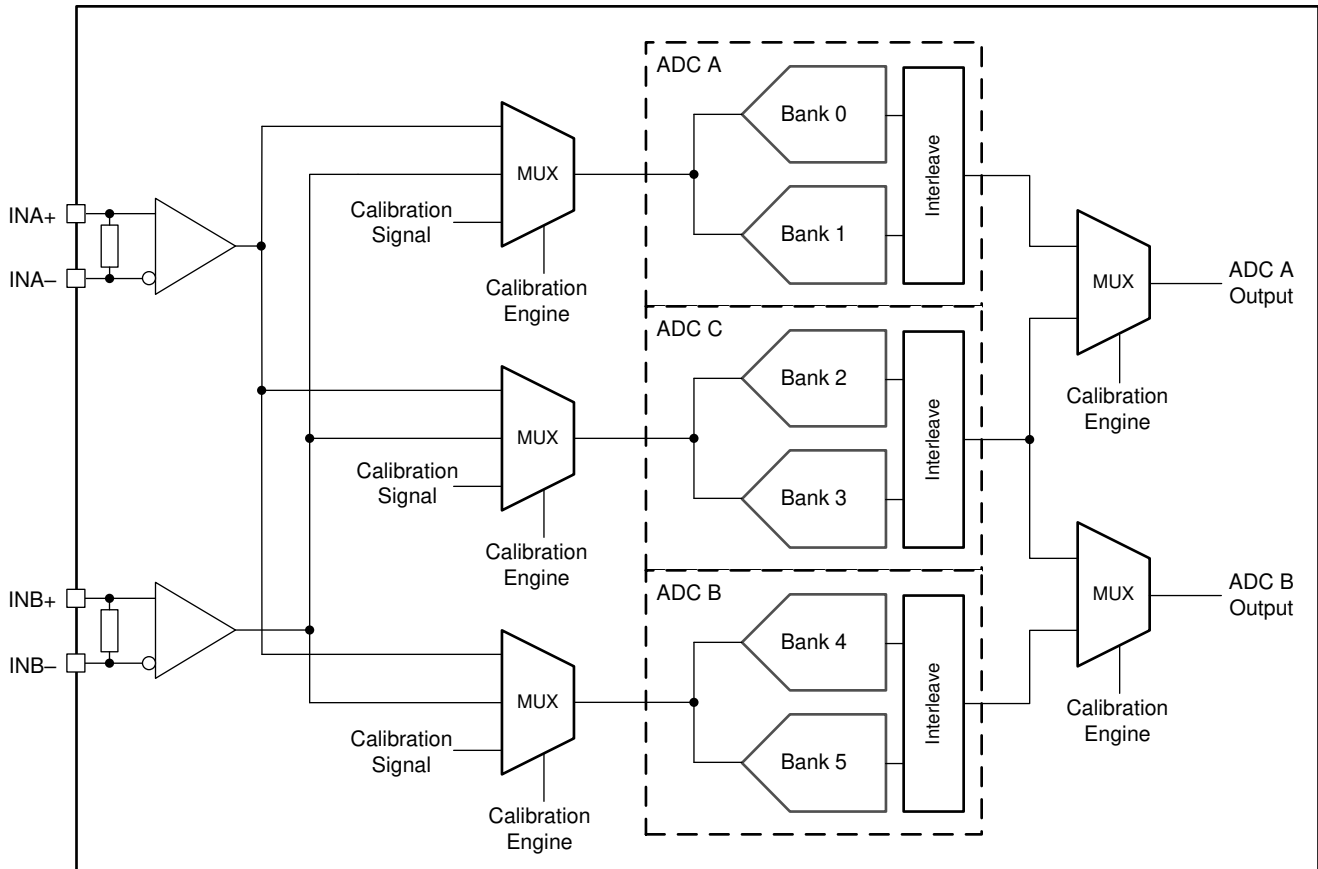 ADC A
Bank 0
Interleave
MUX
INA+
Calibration
Signal
Bank 1
INA–
ADC A
Output
MUX
Calibration
Engine
ADC C
Bank 2
Interleave
Calibration
Engine
MUX
Calibration
Signal
Bank 3
Calibration
Engine
ADC B
INB+
MUX
ADC B
Output
Bank 4
Interleave
INB–
MUX
Calibration
Engine
Calibration
Signal
Bank 5
Calibration
Engine